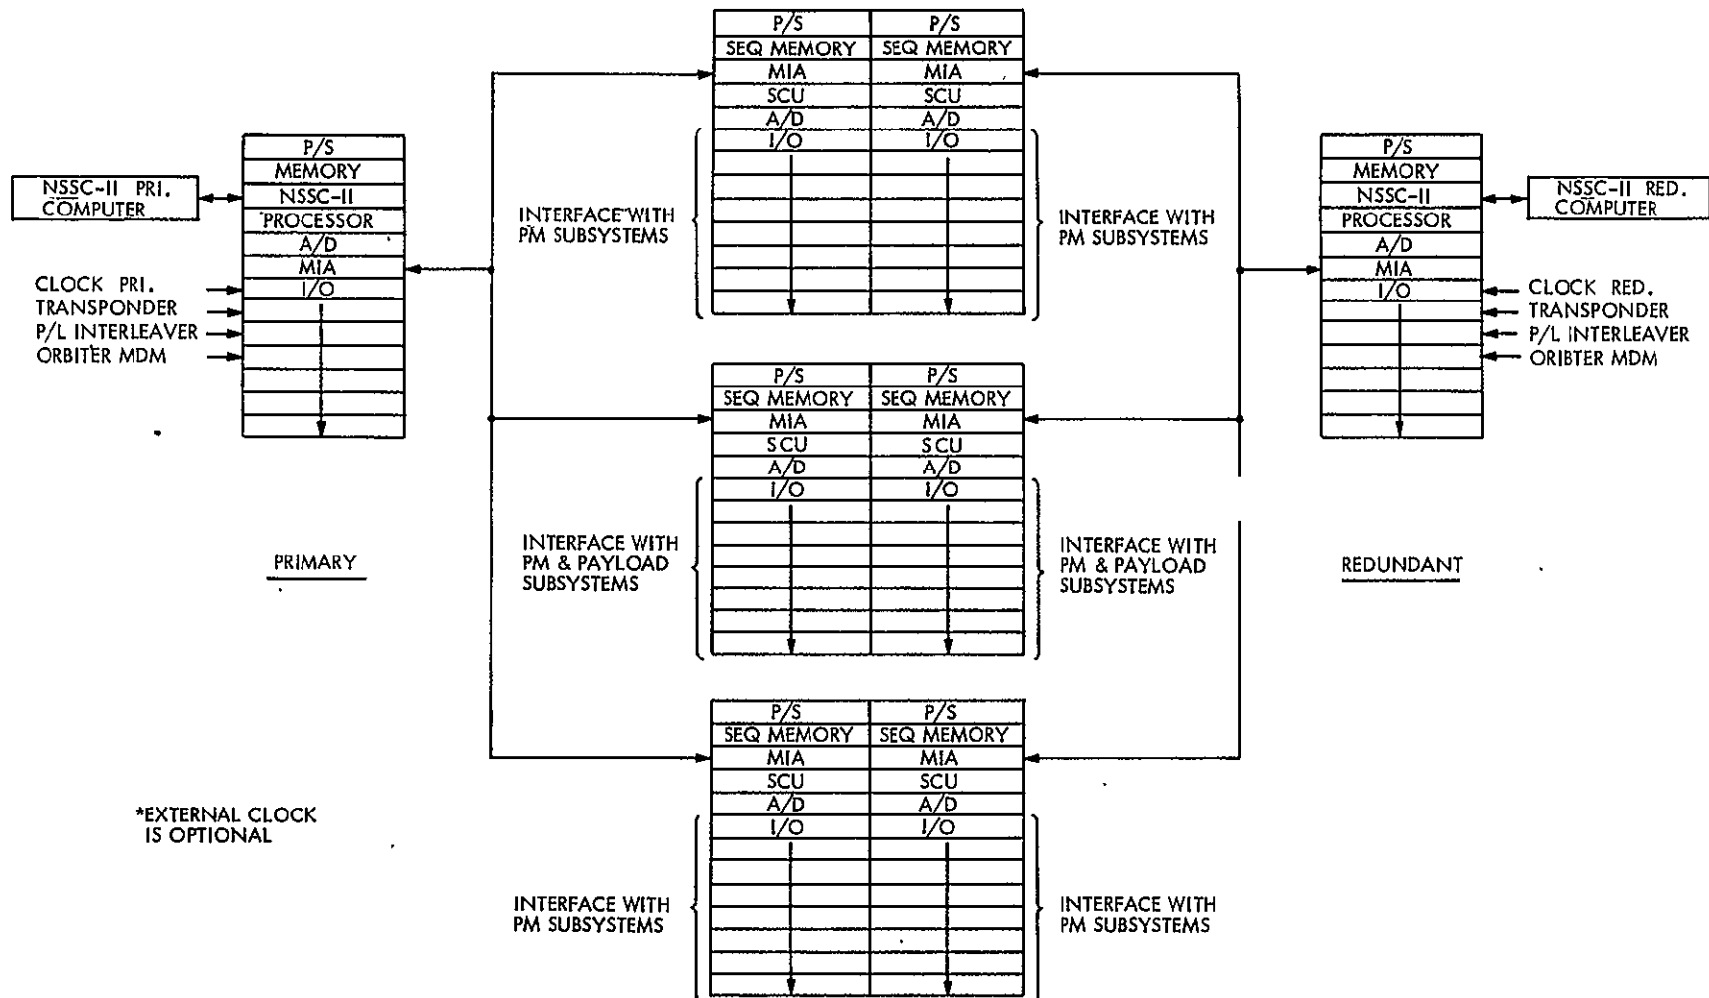 P/S P/S
SEQ MEMORY SEQ MEMORY
MIA MIA
SCU SCU
A/D A/D
I/O I/O
INTERFACE WITH
PM SUBSYSTEMS
INTERFACE WITH
PM SUBSYSTEMS
P/S
MEMORY
NSSC-II
PROCESSOR
A/D
MIA
I/O
NSSC-II PRI.
COMPUTER
CLOCK PRI.
TRANSPONDER
P/L INTERLEAVER
ORBITER MDM
P/S
MEMORY
NSSC-II
PROCESSOR
A/D
MIA
I/O
NSSC-II RED.
COMPUTER
CLOCK RED.
TRANSPONDER
P/L INTERLEAVER
ORIBTER MDM
P/S P/S
SEQ MEMORY SEQ MEMORY
MIA MIA
SCU SCU
A/D A/D
I/O I/O
INTERFACE WITH
PM & PAYLOAD
SUBSYSTEMS
INTERFACE WITH
PM & PAYLOAD
SUBSYSTEMS
PRIMARY
REDUNDANT
P/S P/S
SEQ MEMORY SEQ MEMORY
MIA MIA
SCU SCU
A/D A/D
I/O I/O
*EXTERNAL CLOCK
IS OPTIONAL
INTERFACE WITH
PM SUBSYSTEMS
INTERFACE WITH
PM SUBSYSTEMS